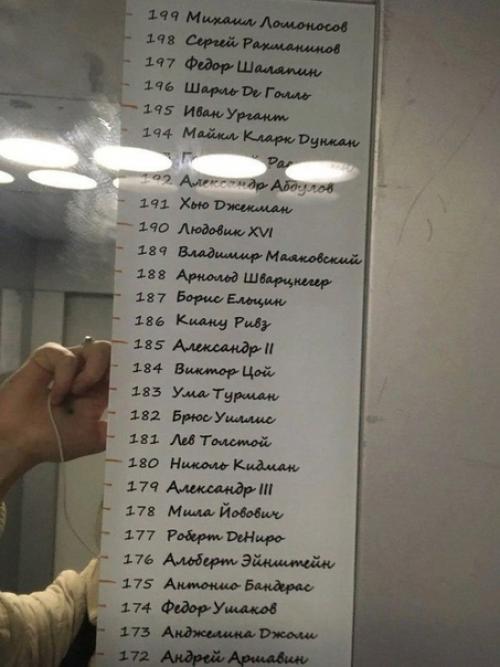 199 Михаил Ломоносов
198 Сергей Рахманинов
197 Федор Шаляпин
196 Шарль Де Голль
195 Иван Ургант
194 Майкл Кларк Дункан
192 Александр Абдулов
191 Хью Джекман
190 Людовик XVI
189 Владимир Маяковский
188 Арнольд Шварцнегер
187 Борис Ельцин
186 Киану Ривз
185 Александр II
184 Виктор Цой
183 Ума Турман
182 Брюс Уиллис
181 Лев Толстой
180 Николь Кидман
179 Александр III
178 Мила Йовович
177 Роберт ДеНиро
176 Альберт Эйнштейн
175 Антонио Бандерас
174 Федор Ушаков
173 Анджелина Джоли
172 Андрей Аршавин